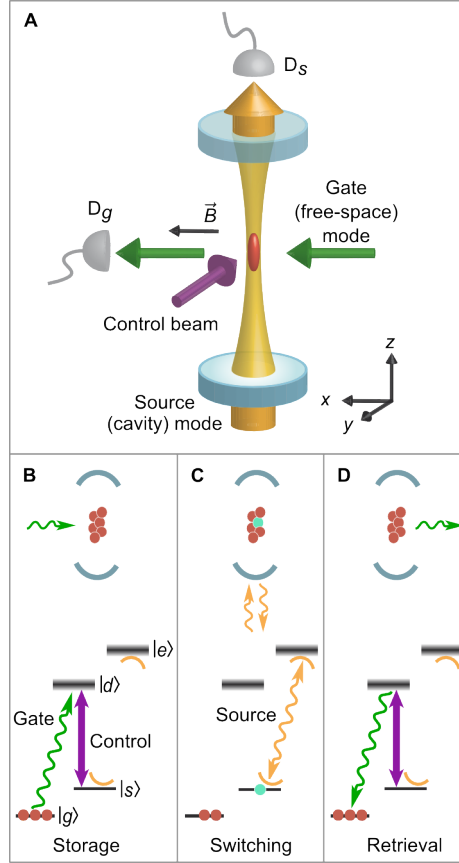 A
D_s
Gate
(free-space)
mode
D_g
B⃗
Control beam
Source
(cavity) mode
z
x
y
B
C
D
|e⟩
|d⟩
Gate
Control
Source
|s⟩
|g⟩
Storage
Switching
Retrieval